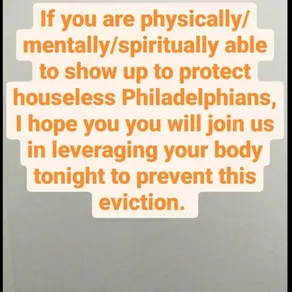 If you are physically/
mentally/spiritually able
to show up to protect
houseless Philadelphians,
I hope you you will join us
in leveraging your body
tonight to prevent this
eviction.